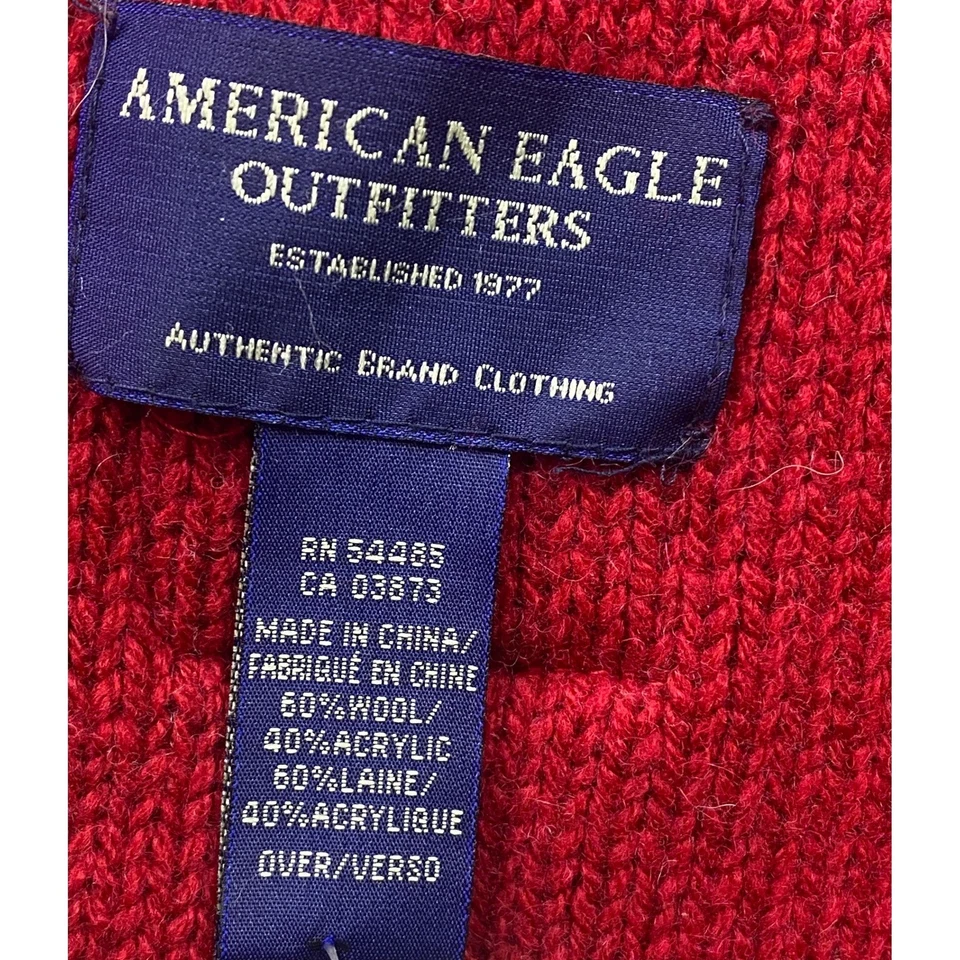 AMERICAN EAGLE
OUTFITTERS
ESTABLISHED 1977
AUTHENTIC BRAND CLOTHING
RN 54485
CA 03873
MADE IN CHINA/
FABRIQUÉ EN CHINE
60%WOOL/
40%ACRYLIC
60%LAINE/
40%ACRYLIQUE
OVER/VERSO